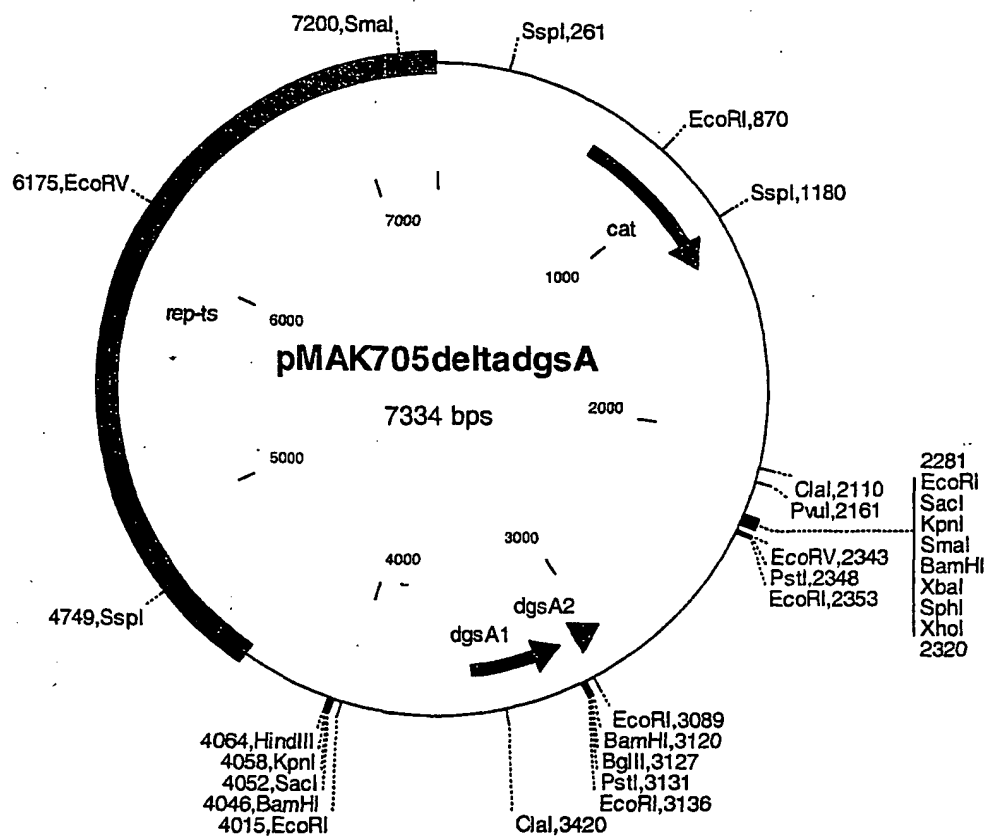 7200,SmaI
SspI,261
EcoRI,870
6175,EcoRV
SspI,1180
7000
cat
1000
rep-ts
6000
pMAK705deltadgsA
7334 bps
2000
5000
ClaI,2110
PvuI,2161
2281
EcoRI
SacI
KpnI
SmaI
BamHI
XbaI
SphI
XhoI
2320
EcoRV,2343
PstI,2348
EcoRI,2353
3000
4000
4749,SspI
dgsA2
dgsA1
EcoRI,3089
BamHI,3120
BglII,3127
PstI,3131
EcoRI,3136
4064,HindIII
4058,KpnI
4052,SacI
4046,BamHI
4015,EcoRI
ClaI,3420